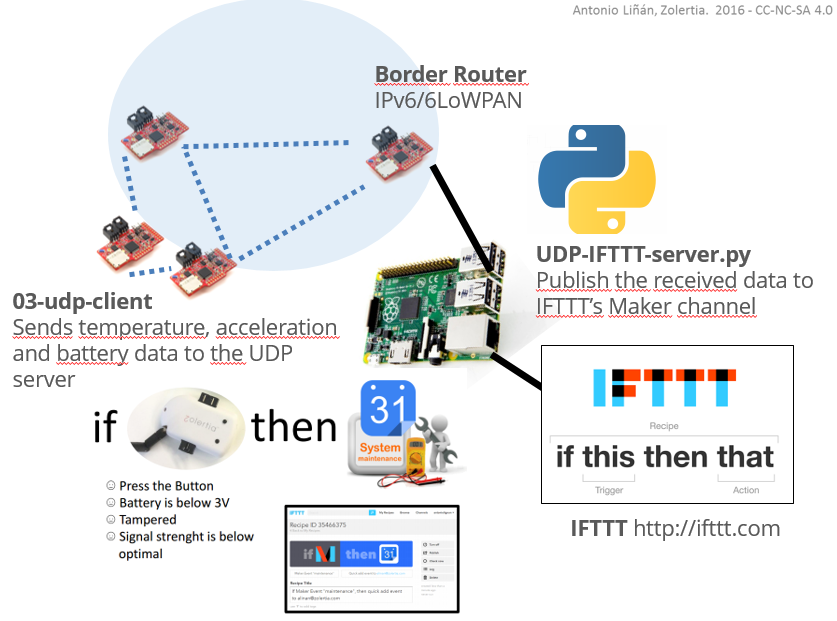 Antonio Liñán, Zolertia. 2016 - CC-NC-SA 4.0
Border Router
IPv6/6LoWPAN
UDP-IFTTT-server.py
Publish the received data to
IFTTT’s Maker channel
03-udp-client
Sends temperature, acceleration
and battery data to the UDP
server
IFTTT
Recipe
if this then that
Trigger
Action
IFTTT http://ifttt.com
if
zolertia
then
31
System
maintenance
Press the Button
Battery is below 3V
Tampered
Signal strenght is below
optimal
IFTTT
Recipe ID 35466375
if
then
31
Recipe Title
If Maker Event "maintenance", then quick add event